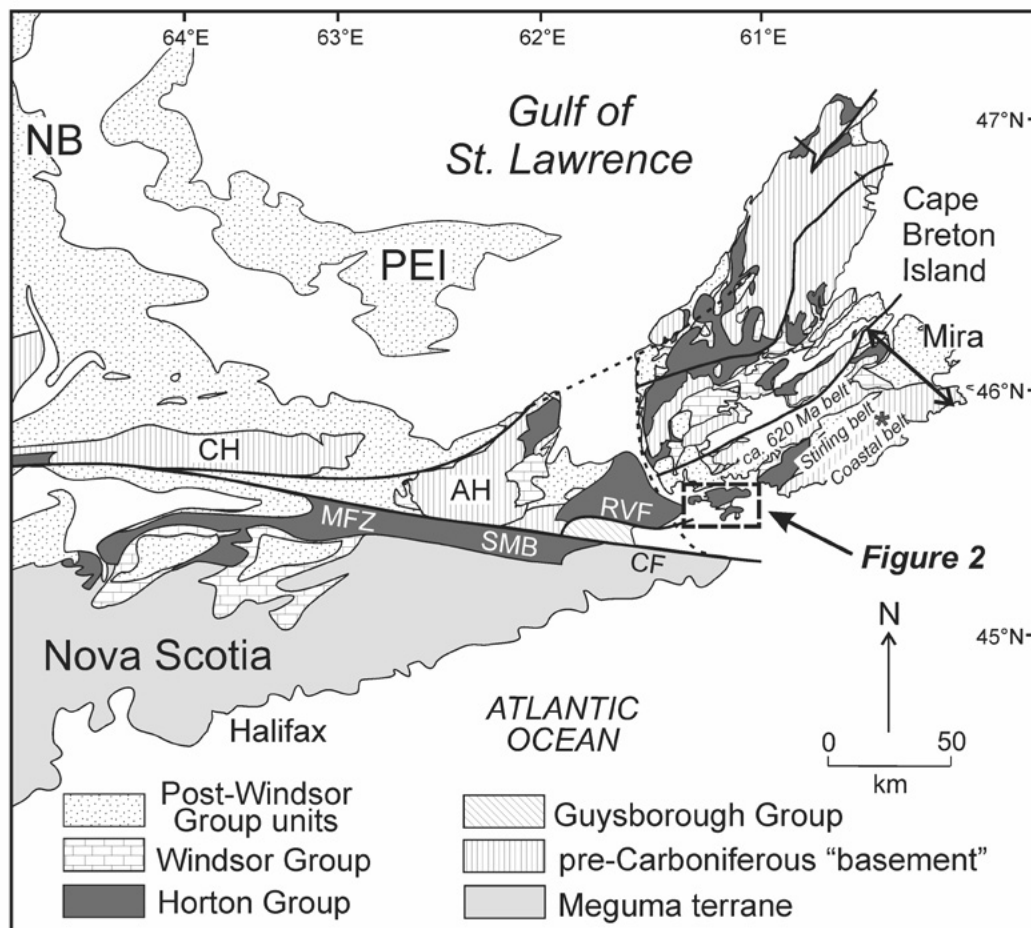 64°E 63°E 62°E 61°E
47°N
Gulf of
St. Lawrence
NB
PEI
Cape
Breton
Island
Mira
46°N
ca. 620 Ma belt
Stirling belt
Coastal belt
CH
AH
RVF
MFZ
SMB
CF
Figure 2
Nova Scotia
45°N
N
Halifax
ATLANTIC
OCEAN
0 50
km
Post-Windsor
Group units
Windsor Group
Horton Group
Guysborough Group
pre-Carboniferous “basement”
Meguma terrane